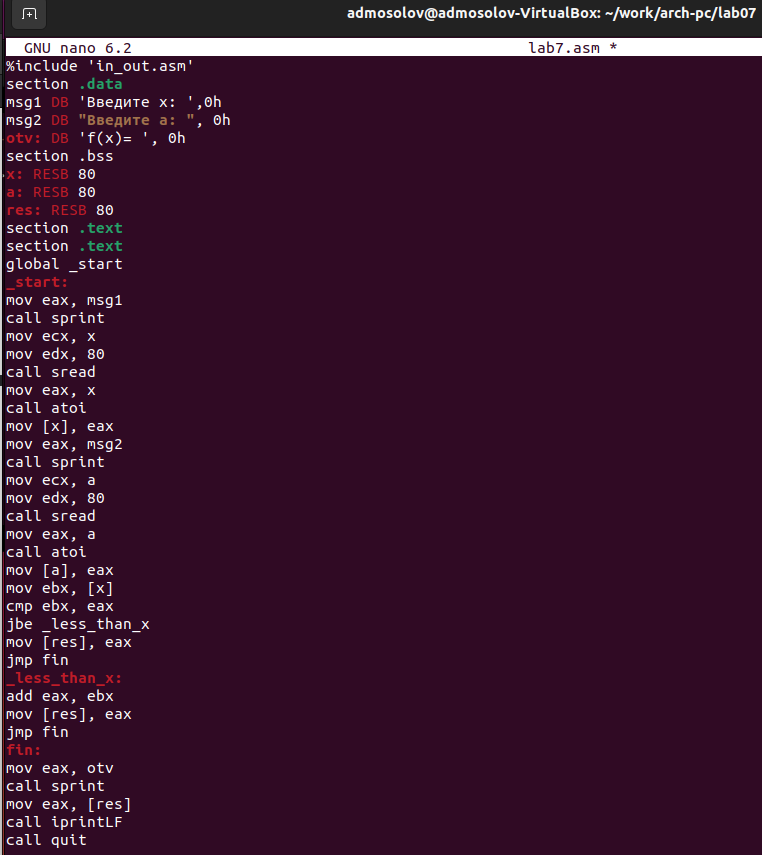 admosolov@admosolov-VirtualBox: ~/work/arch-pc/lab07
GNU nano 6.2 lab7.asm *
%include 'in_out.asm'
section .data
msg1 DB 'Введите x: ',0h
msg2 DB "Введите a: ", 0h
otv: DB 'f(x)= ', 0h
section .bss
x: RESB 80
a: RESB 80
res: RESB 80
section .text
section .text
global _start
_start:
mov eax, msg1
call sprint
mov ecx, x
mov edx, 80
call sread
mov eax, x
call atoi
mov [x], eax
mov eax, msg2
call sprint
mov ecx, a
mov edx, 80
call sread
mov eax, a
call atoi
mov [a], eax
mov ebx, [x]
cmp ebx, eax
jbe _less_than_x
mov [res], eax
jmp fin
_less_than_x:
add eax, ebx
mov [res], eax
jmp fin
fin:
mov eax, otv
call sprint
mov eax, [res]
call iprintLF
call quit